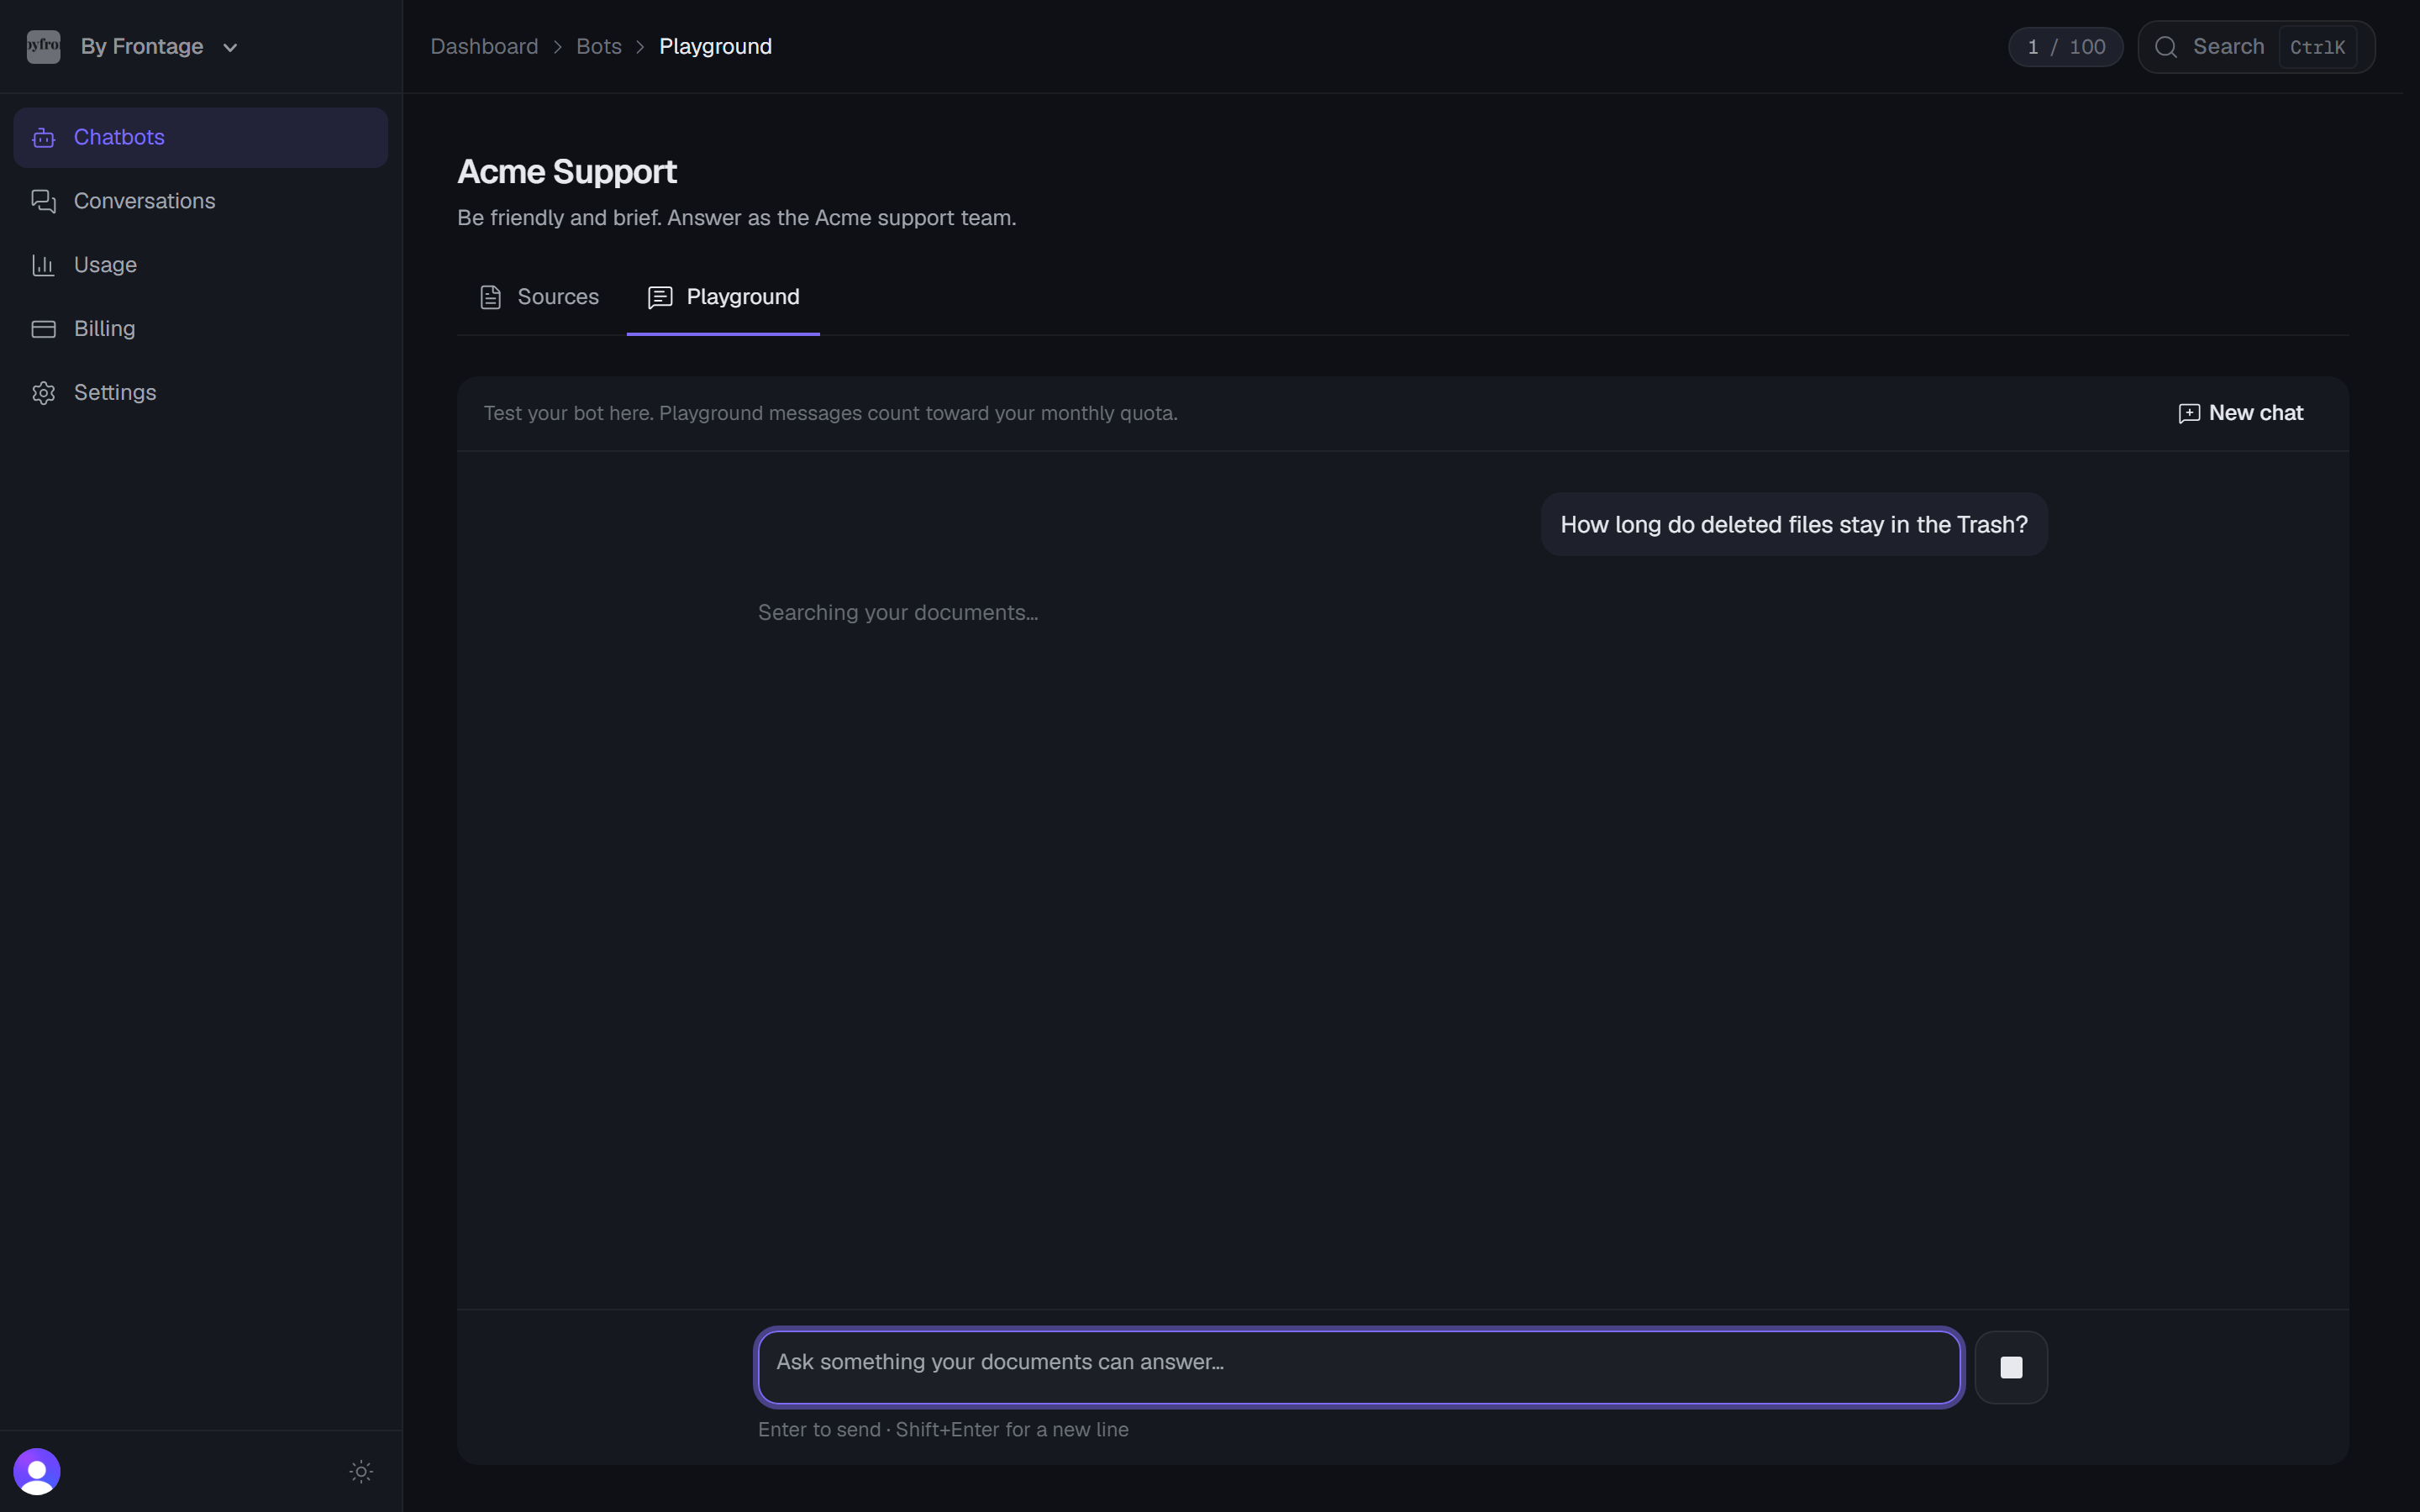 By Frontage
Dashboard > Bots > Playground
1 / 100
Search CtrlK
Chatbots
Conversations
Usage
Billing
Settings
Acme Support
Be friendly and brief. Answer as the Acme support team.
Sources
Playground
Test your bot here. Playground messages count toward your monthly quota.
New chat
How long do deleted files stay in the Trash?
Searching your documents...
Ask something your documents can answer...
Enter to send · Shift+Enter for a new line